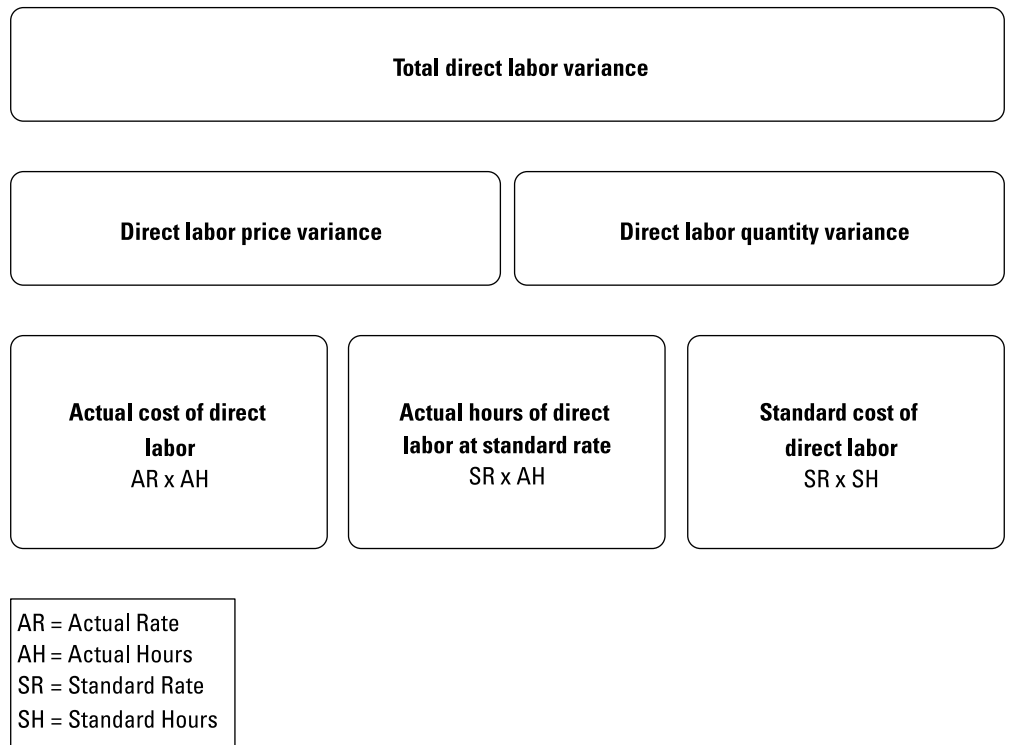 Total direct labor variance
Direct labor price variance
Direct labor quantity variance
Actual cost of direct
labor
AR x AH
Actual hours of direct
labor at standard rate
SR x AH
Standard cost of
direct labor
SR x SH
AR = Actual Rate
AH = Actual Hours
SR = Standard Rate
SH = Standard Hours